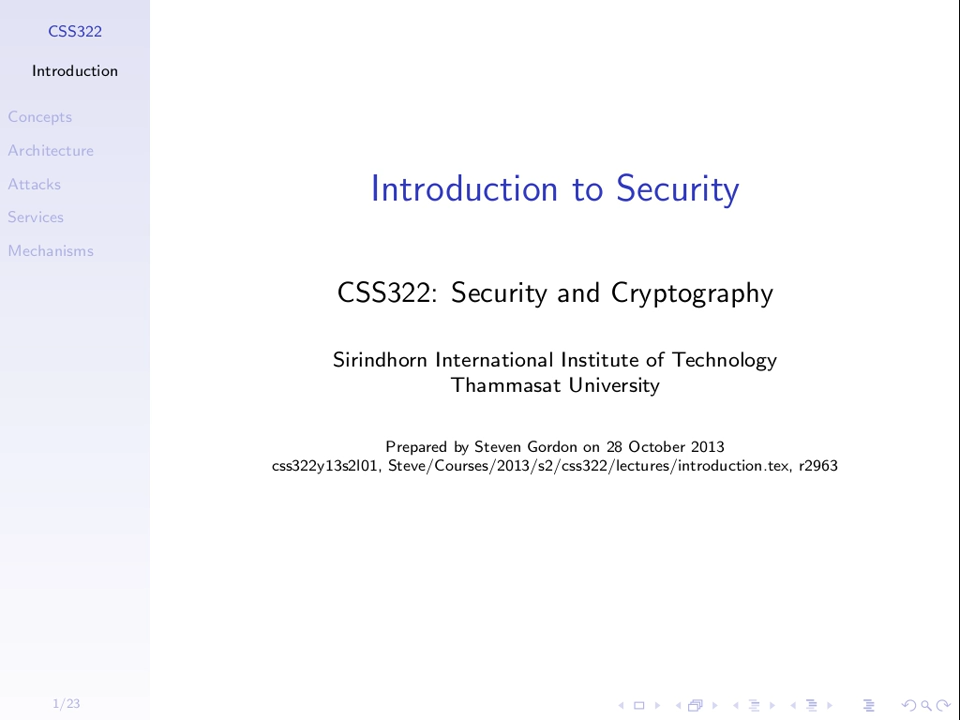 CSS322
Introduction
Concepts
Architecture
Attacks
Services
Mechanisms
Introduction to Security
CSS322: Security and Cryptography
Sirindhorn International Institute of Technology
Thammasat University
Prepared by Steven Gordon on 28 October 2013
css322y13s2l01, Steve/Courses/2013/s2/css322/lectures/introduction.tex, r2963
1/23